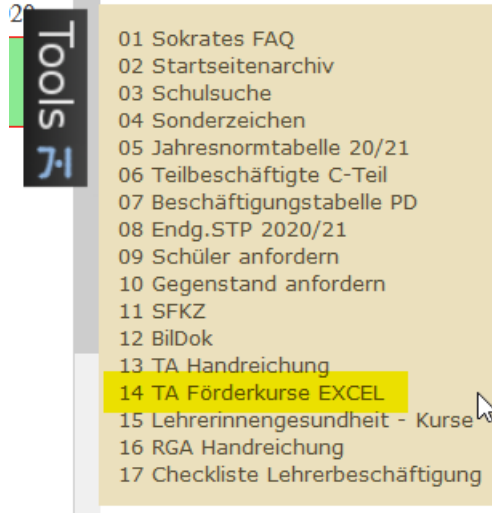 Tools
01 Sokrates FAQ
02 Startseitenarchiv
03 Schulsuche
04 Sonderzeichen
05 Jahresnormtabelle 20/21
06 Teilbeschäftigte C-Teil
07 Beschäftigungstabelle PD
08 Endg.STP 2020/21
09 Schüler anfordern
10 Gegenstand anfordern
11 SFKZ
12 BilDok
13 TA Handreichung
14 TA Förderkurse EXCEL
15 Lehrerinnengesundheit - Kurse
16 RGA Handreichung
17 Checkliste Lehrerbeschäftigung